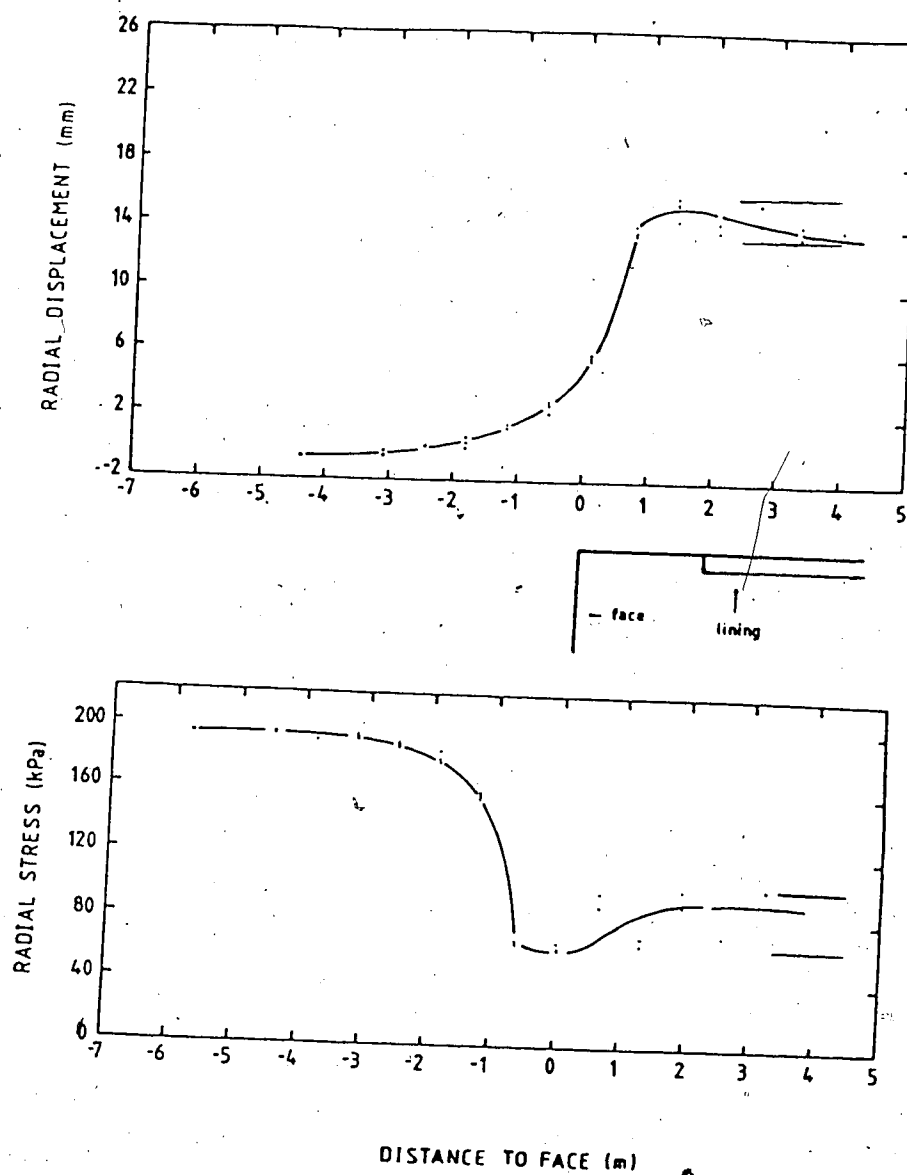 26
22
18
14
10
6
2
-2
RADIAL DISPLACEMENT (mm)
-7 -6 -5 -4 -3 -2 -1 0 1 2 3 4 5
face
lining
200
160
120
80
40
0
RADIAL STRESS (kPa)
-7 -6 -5 -4 -3 -2 -1 0 1 2 3 4 5
DISTANCE TO FACE (m)